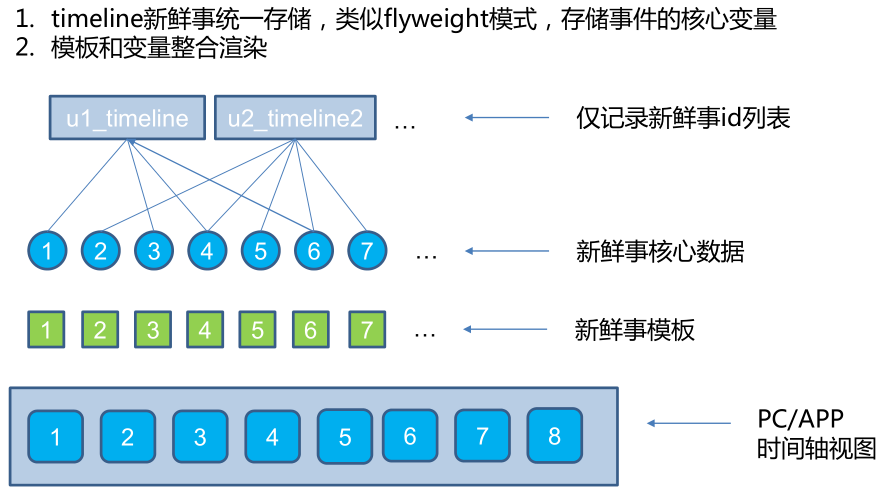 1. timeline新鲜事统一存储，类似flyweight模式，存储事件的核心变量
2. 模板和变量整合渲染
u1_timeline u2_timeline2 … 仅记录新鲜事id列表
1 2 3 4 5 6 7 … 新鲜事核心数据
1 2 3 4 5 6 7 … 新鲜事模板
1 2 3 4 5 6 7 8 PC/APP
时间轴视图